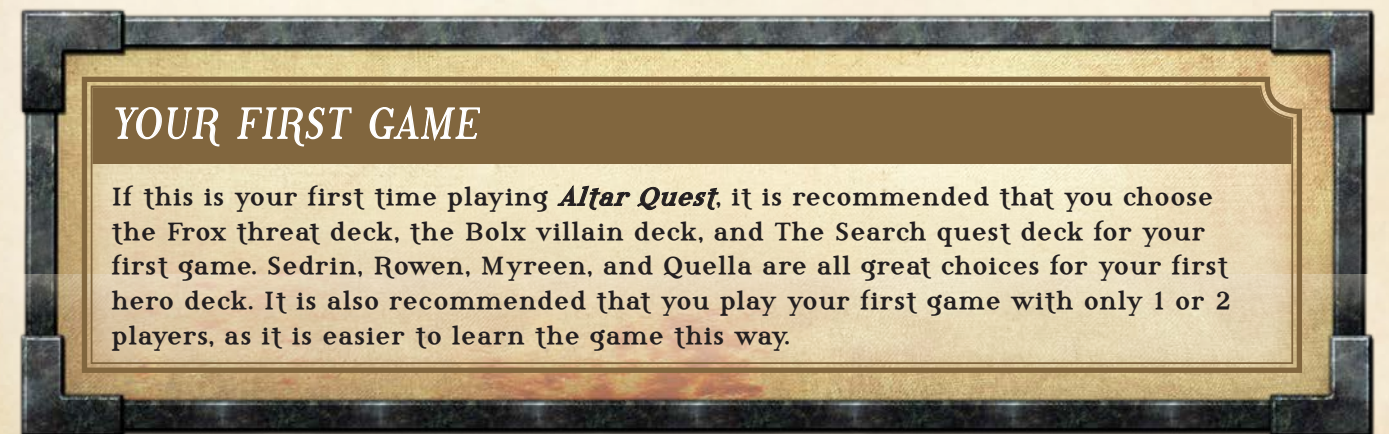 YOUR FIRST GAME
If this is your first time playing Altar Quest, it is recommended that you choose
the Frox threat deck, the Bolx villain deck, and The Search quest deck for your
first game. Sedrin, Rowen, Myreen, and Quella are all great choices for your first
hero deck. It is also recommended that you play your first game with only 1 or 2
players, as it is easier to learn the game this way.